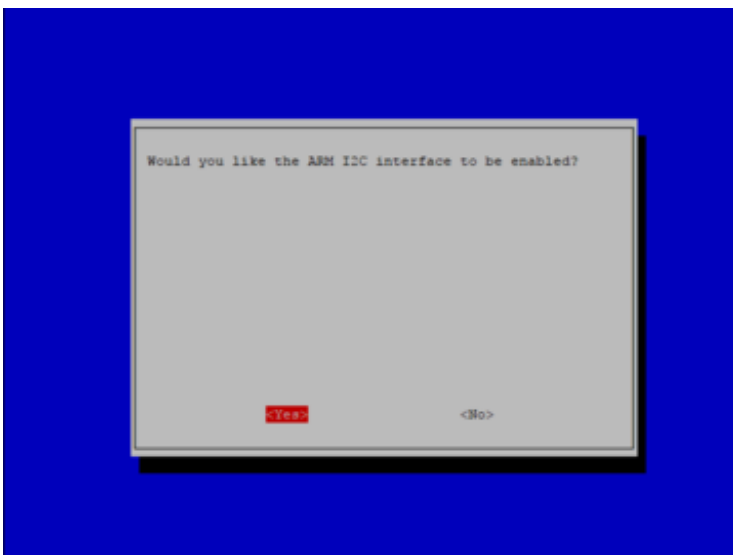 Would you like the ARM I2C interface to be enabled?
<Yes> <No>